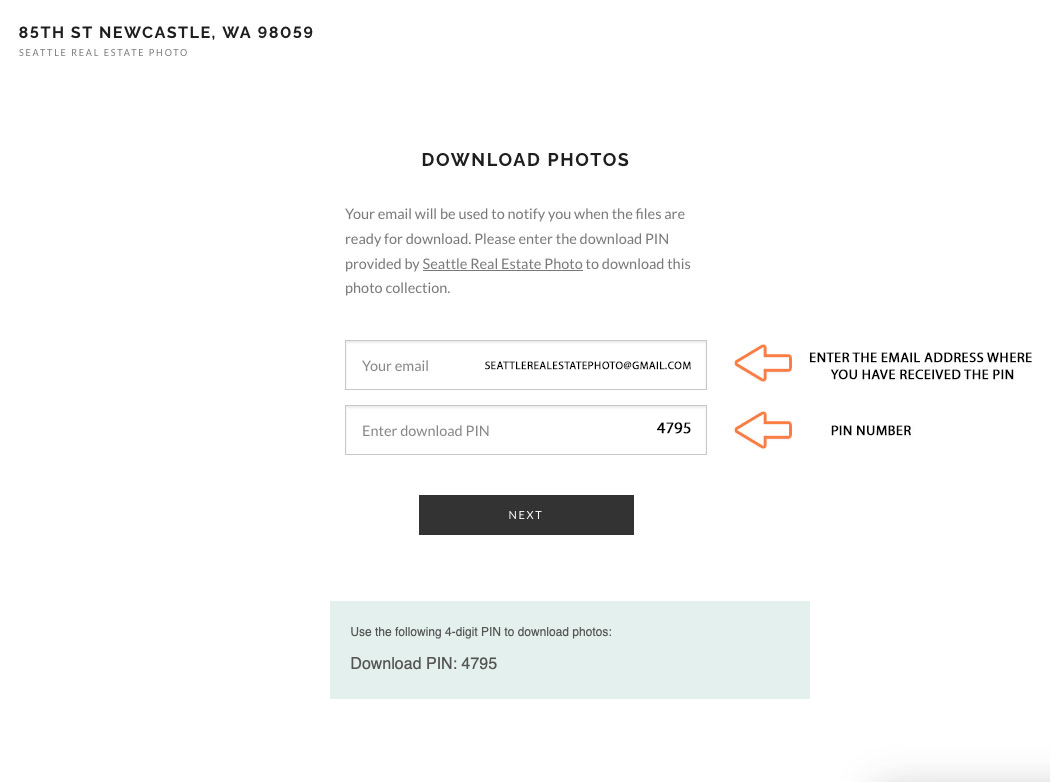 85TH ST NEWCASTLE, WA 98059
SEATTLE REAL ESTATE PHOTO
DOWNLOAD PHOTOS
Your email will be used to notify you when the files are
ready for download. Please enter the download PIN
provided by Seattle Real Estate Photo to download this
photo collection.
Your email SEATTLEREALESTATEPHOTO@GMAIL.COM
ENTER THE EMAIL ADDRESS WHERE
YOU HAVE RECEIVED THE PIN
Enter download PIN 4795
PIN NUMBER
NEXT
Use the following 4-digit PIN to download photos:
Download PIN: 4795